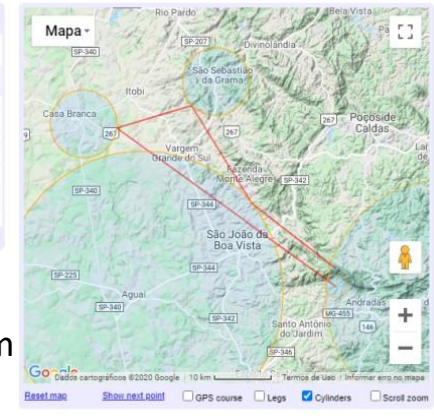 Rio Pardo
Bela Vista
Mapa
SP-340
SP-207
Divinolândia
São Sebastião
da Grama
Itobi
Casa Branca
267
267
267
Poços de
Caldas
Vargem
Grande do Sul
Fazenda
Monte Alegre
SP-342
SP-340
SP-344
São João da
Boa Vista
SP-344
SP-225
Aguaí
SP-340
SP-342
Andradas
MG-455
146
Santo Antônio
do Jardim
SP-346
+
−
m
Google
Dados cartográficos ©2020 Google
10 km
Termos de Uso
Informar erro no mapa
Reset map
Show next point
GPS course
Legs
Cylinders
Scroll zoom